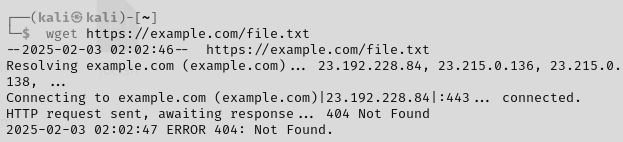 ┌──(kali㉿kali)-[~]
└─$ wget https://example.com/file.txt
--2025-02-03 02:02:46--  https://example.com/file.txt
Resolving example.com (example.com)... 23.192.228.84, 23.215.0.136, 23.215.0.
138, ...
Connecting to example.com (example.com)|23.192.228.84|:443... connected.
HTTP request sent, awaiting response... 404 Not Found
2025-02-03 02:02:47 ERROR 404: Not Found.